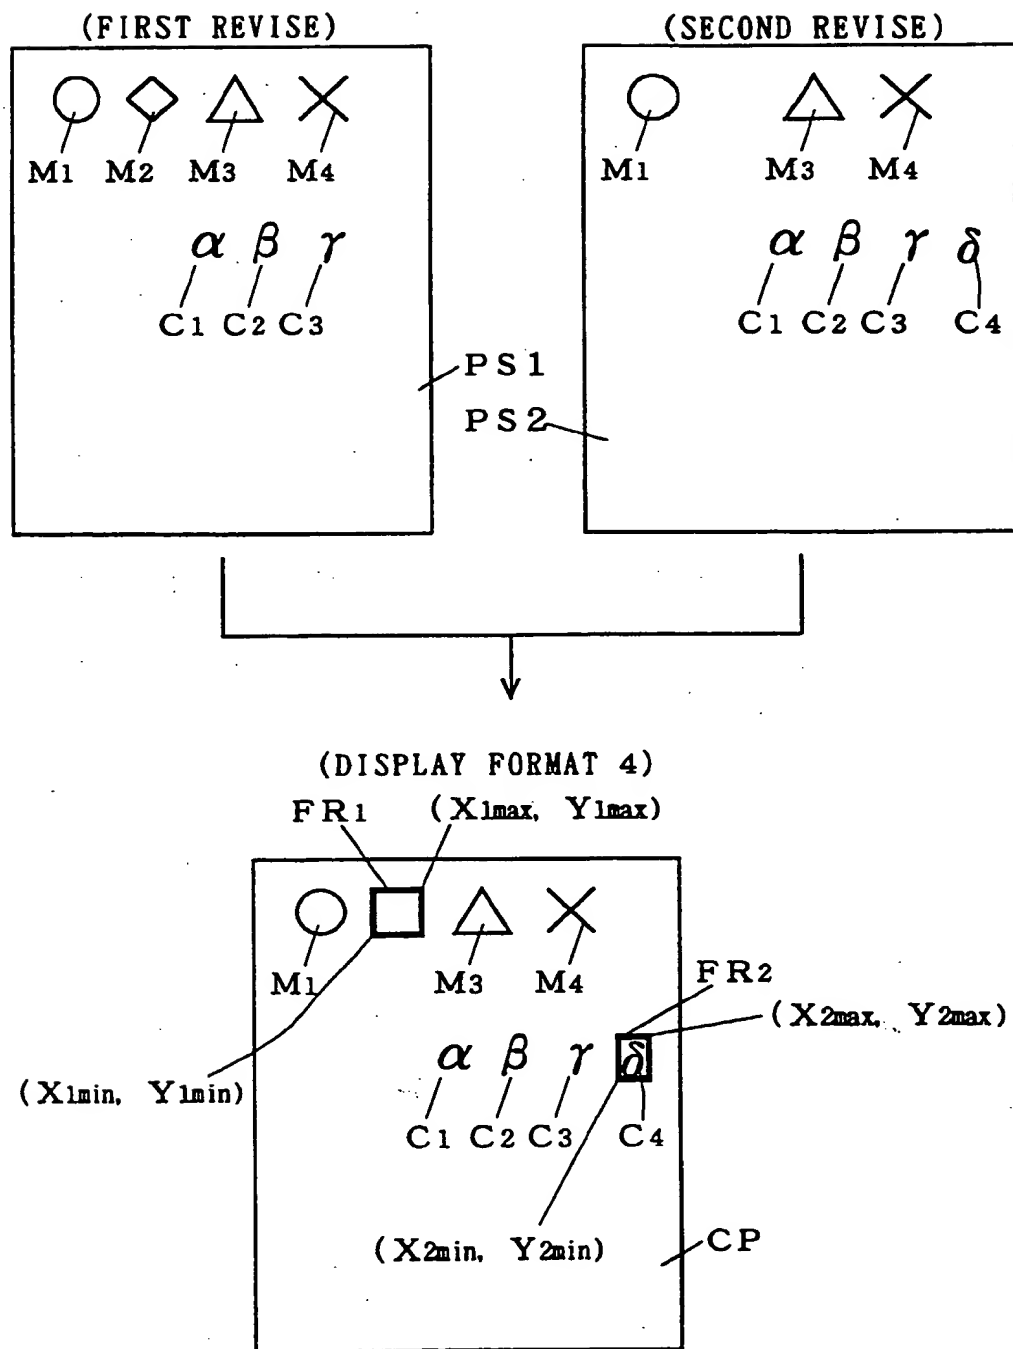 (FIRST REVISE) (SECOND REVISE)
M1 M2 M3 M4 M1 M3 M4
α β γ α β γ δ
C1 C2 C3 C1 C2 C3 C4
PS1
PS2
(DISPLAY FORMAT 4)
FR1 (X1max, Y1max)
M1 M3 M4
FR2
(X2max, Y2max)
α β γ δ
(X1min, Y1min)
C1 C2 C3 C4
(X2min, Y2min)
CP